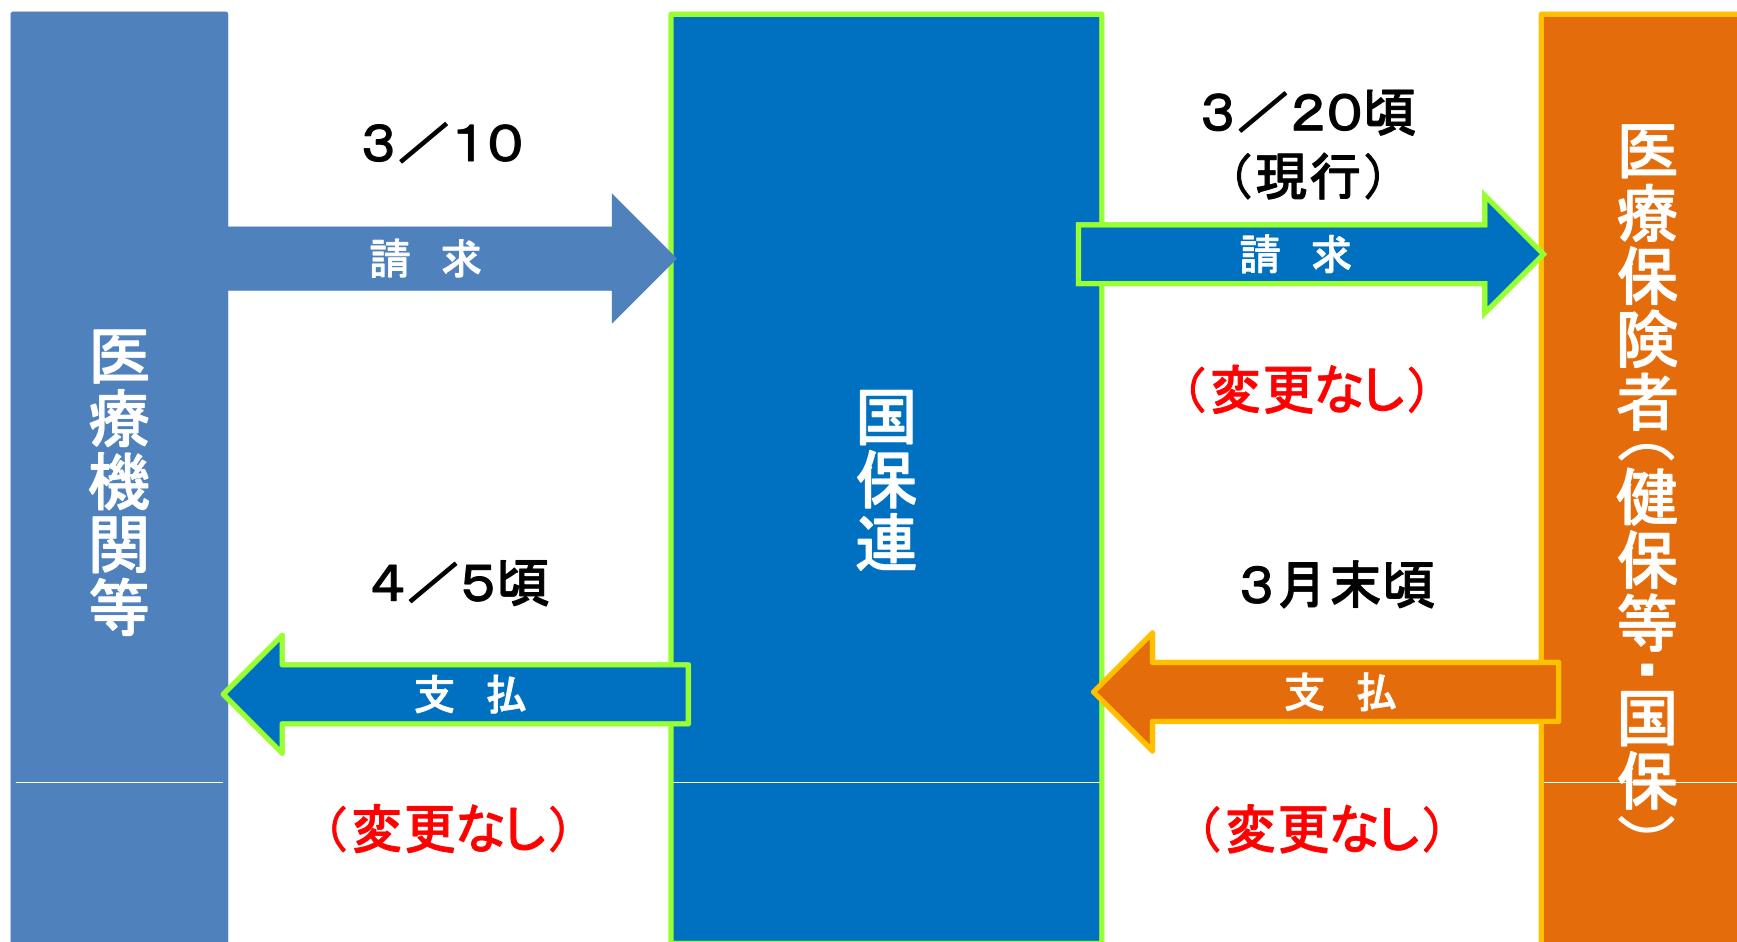 医療機関等
３／１０
請　求
４／５頃
支　払
（変更なし）
国保連
３／２０頃
（現行）
請　求
（変更なし）
３月末頃
支　払
（変更なし）
医療保険者（健保等・国保）